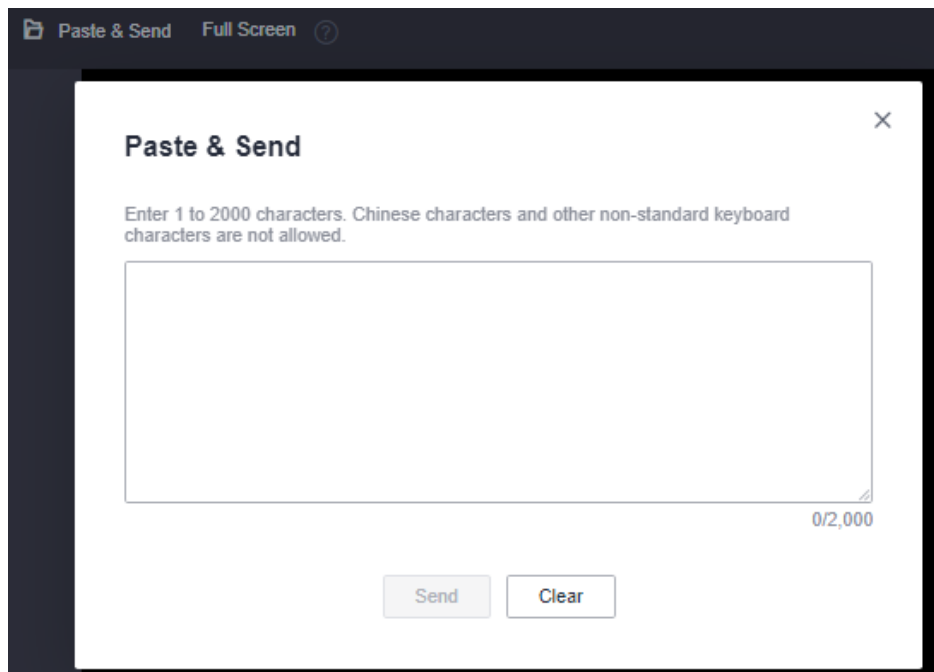 Paste & Send Full Screen ?
Paste & Send
Enter 1 to 2000 characters. Chinese characters and other non-standard keyboard
characters are not allowed.
0/2,000
Send Clear